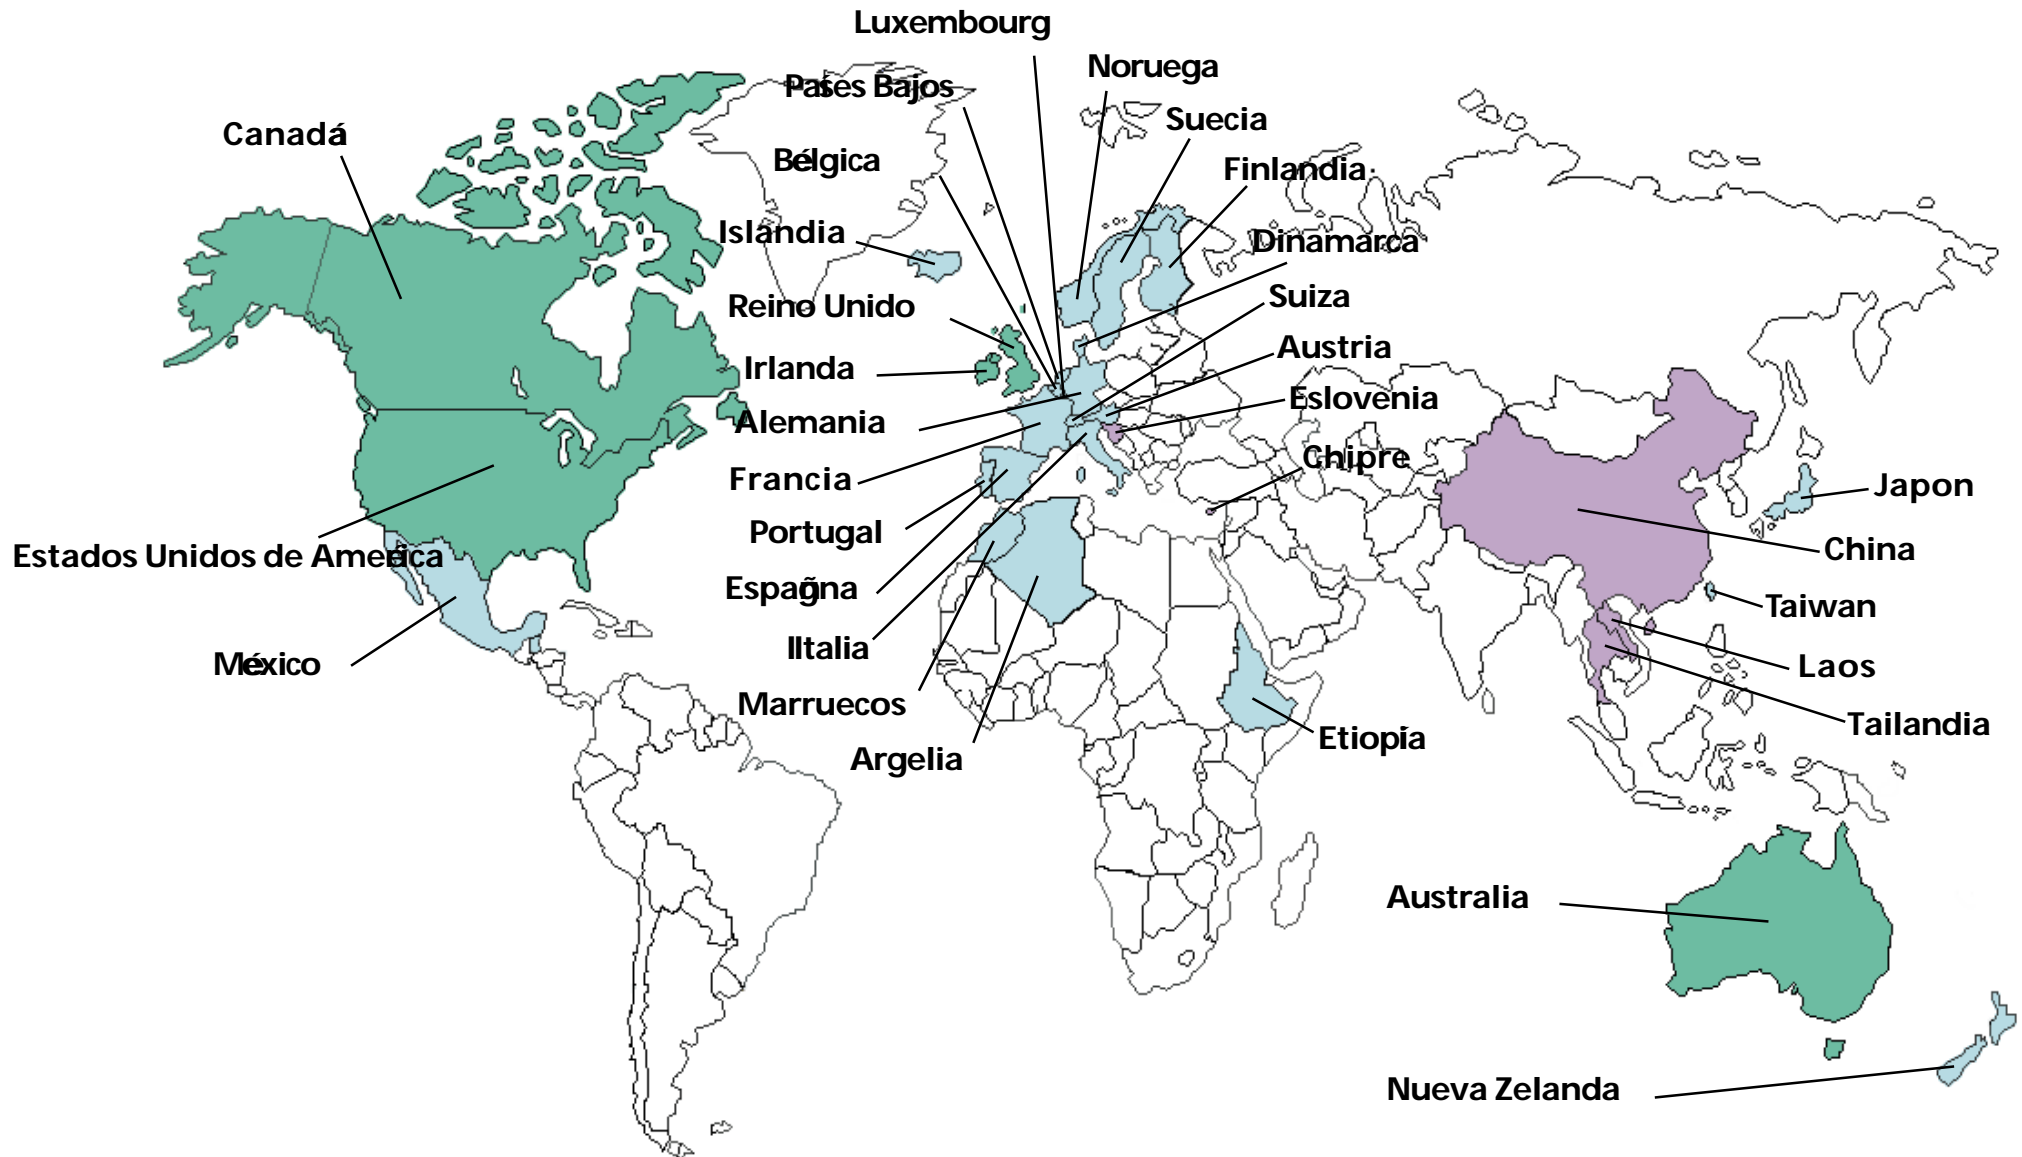 Luxembourg
Noruega
Países Bajos
Suecia
Canadá
Bélgica
Finlandia
Islandia
Dinamarca
Suiza
Reino Unido
Austria
Irlanda
Eslovenia
Alemania
Chipre
Francia
Japon
Portugal
China
Estados Unidos de America
España
Taiwan
Italia
México
Laos
Marruecos
Tailandia
Etiopía
Argelia
Australia
Nueva Zelanda